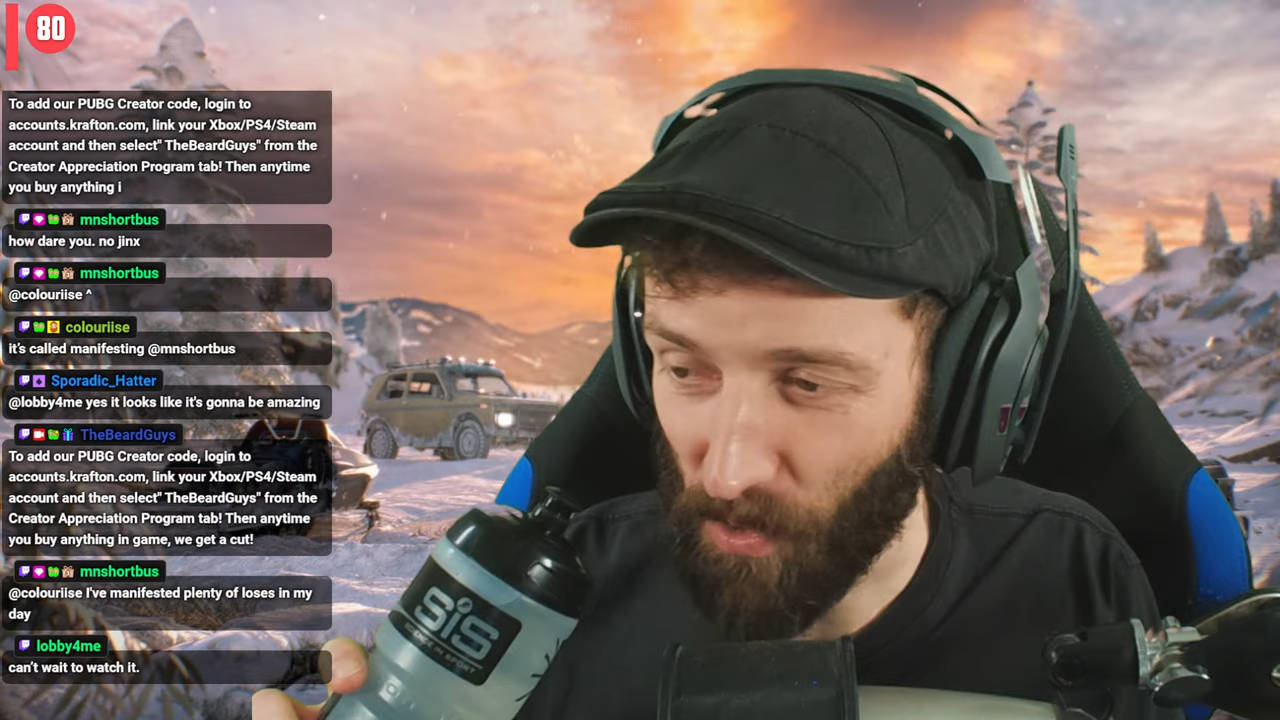 80
To add our PUBG Creator code, login to
accounts.krafton.com, link your Xbox/PS4/Steam
account and then select" TheBeardGuys" from the
Creator Appreciation Program tab! Then anytime
you buy anything i
mnshortbus
how dare you. no jinx
mnshortbus
@colouriise ^
colouriise
it's called manifesting @mnshortbus
Sporadic_Hatter
@lobby4me yes it looks like it's gonna be amazing
TheBeardGuys
To add our PUBG Creator code, login to
accounts.krafton.com, link your Xbox/PS4/Steam
account and then select" TheBeardGuys" from the
Creator Appreciation Program tab! Then anytime
you buy anything in game, we get a cut!
mnshortbus
@colouriise I've manifested plenty of loses in my
day
lobby4me
can't wait to watch it.
SiS
SCIENCE IN SPORT